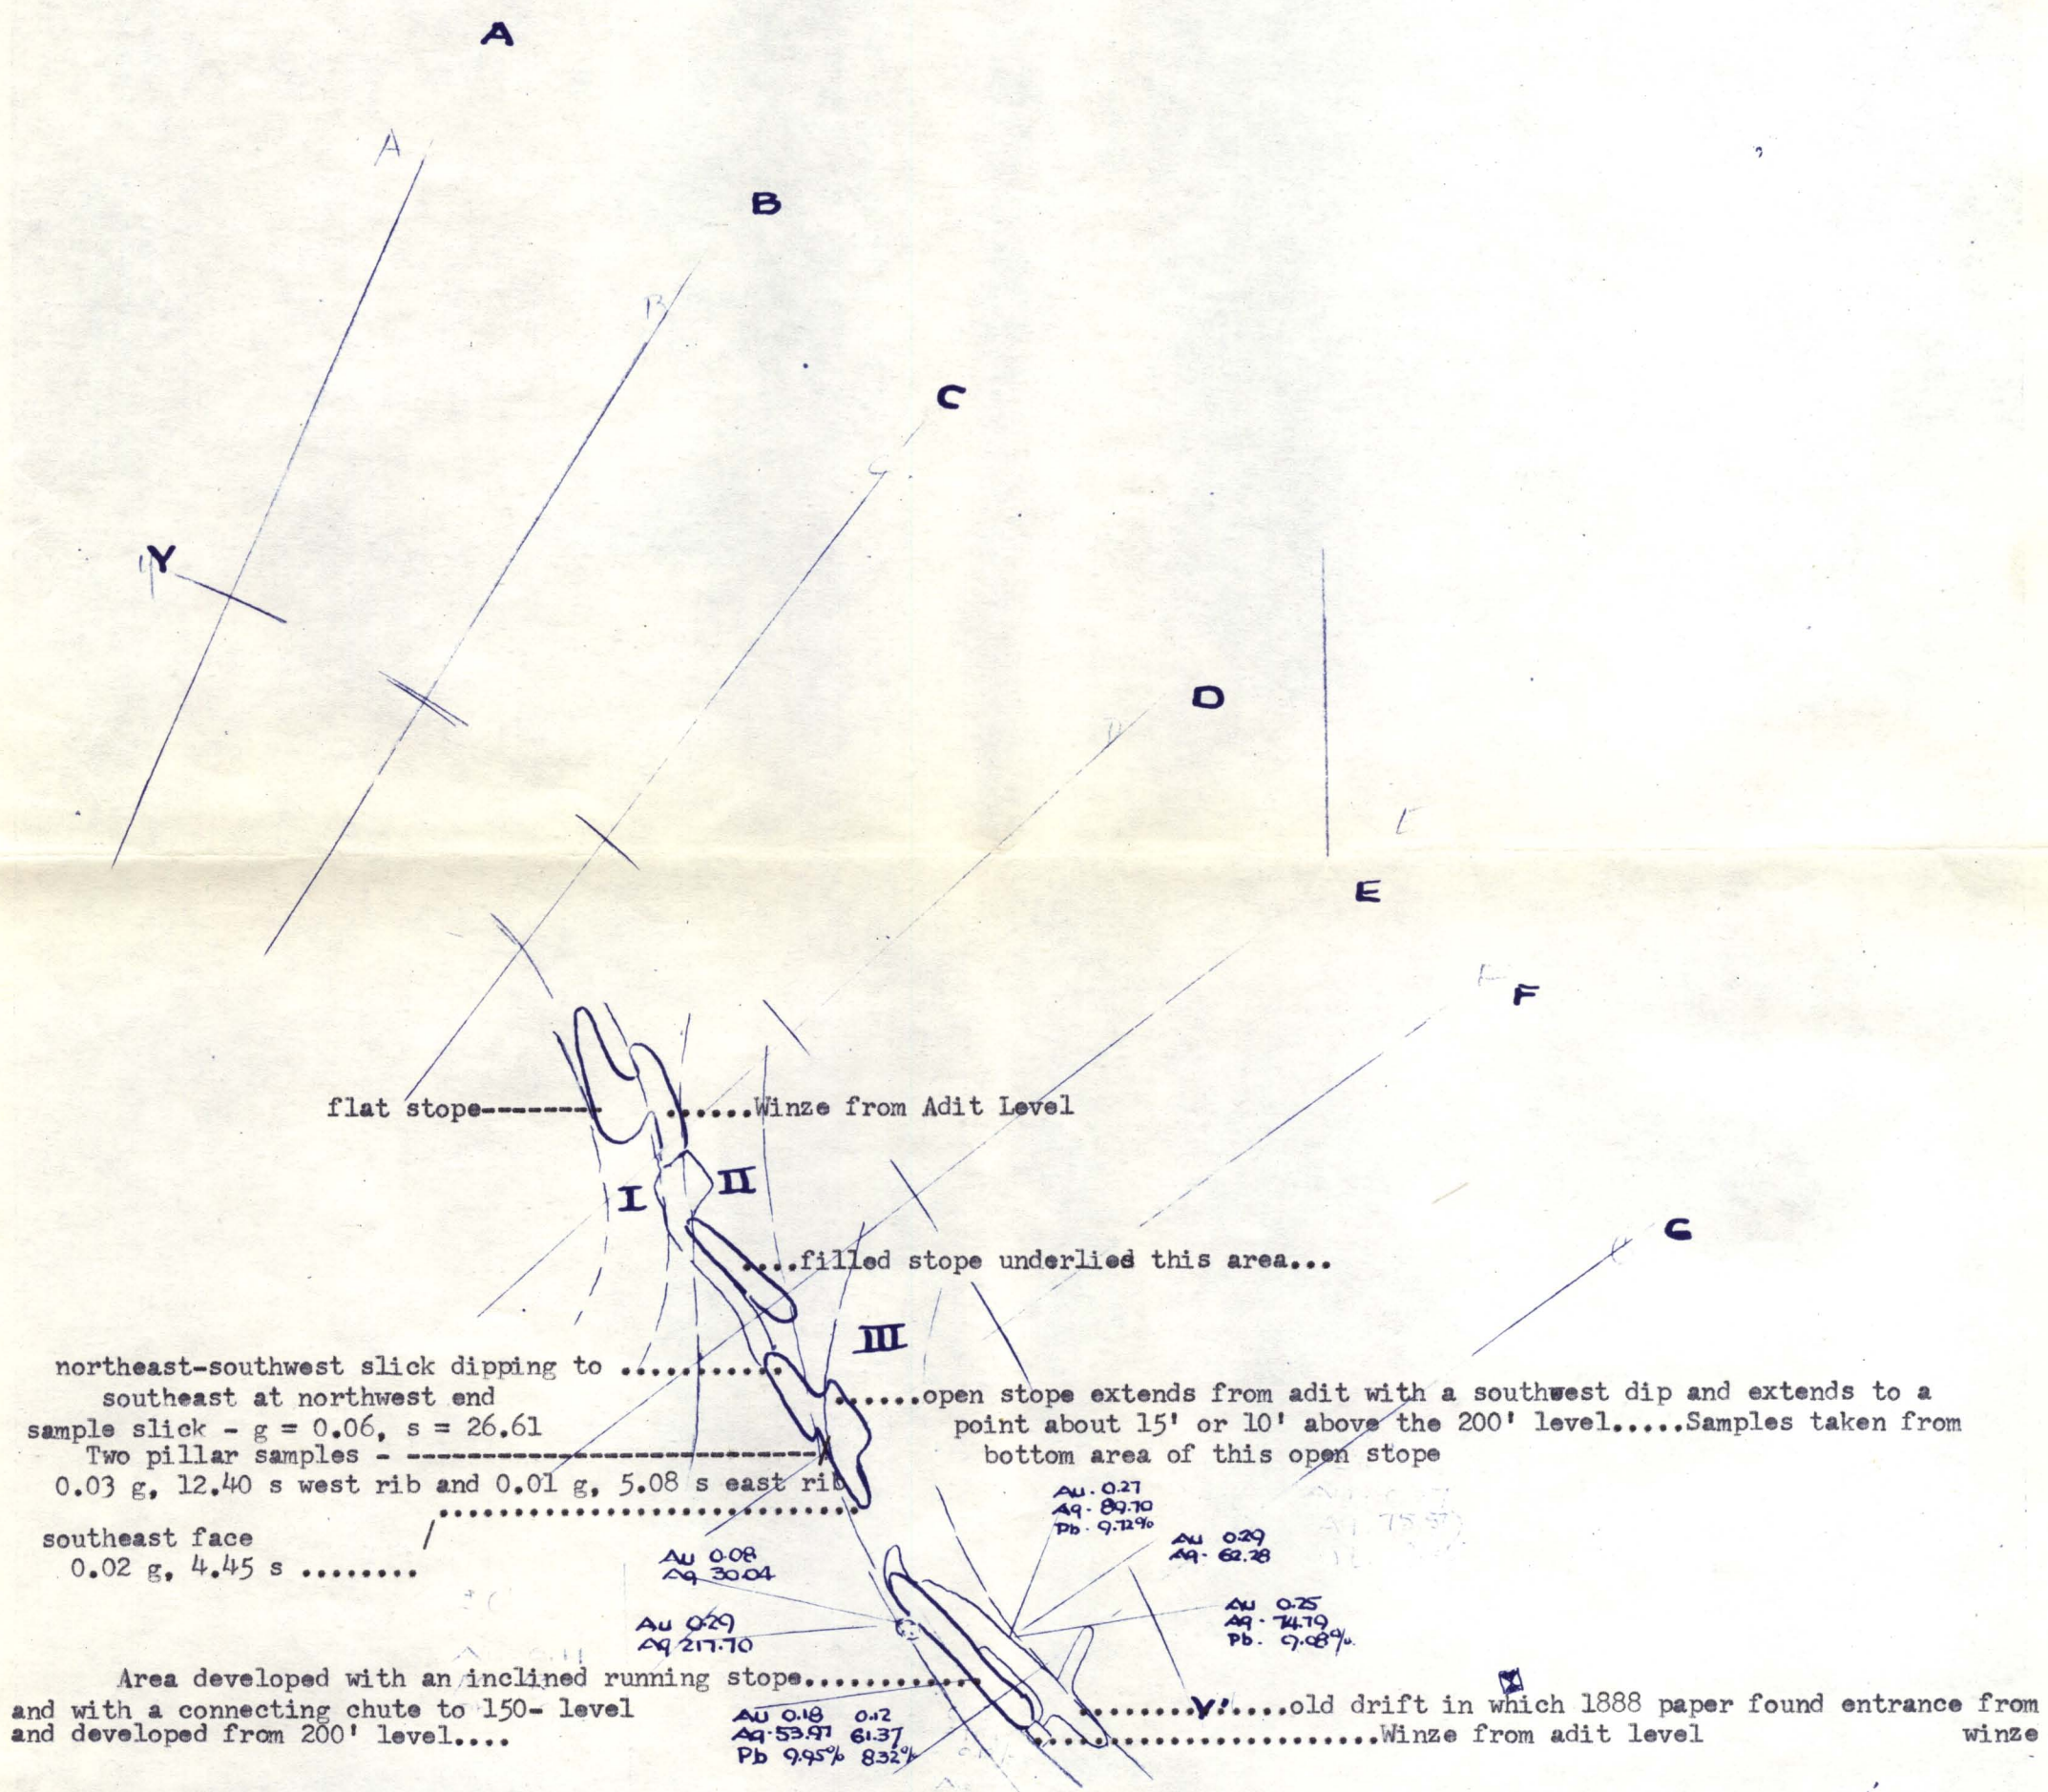 A
A
B
B
C
C
Y
D
D
E
F
F
flat stope--------
......Winze from Adit Level
I
II
G
....filled stope underlied this area...
III
northeast-southwest slick dipping to ...........
southeast at northwest end
sample slick - g = 0.06, s = 26.61
Two pillar samples - ---------------------------
0.03 g, 12.40 s west rib and 0.01 g, 5.08 s east rib
...........................
......open stope extends from adit with a southwest dip and extends to a
point about 15' or 10' above the 200' level.....Samples taken from
bottom area of this open stope
southeast face /
0.02 g, 4.45 s ........
Au. 0.27
Ag. 89.70
Pb. 9.72%
Au 0.29
Ag. 62.28
Au 0.08
Ag 30.04
Au 0.25
Ag. 74.79
Pb. 9.08%
Au 0.29
Ag 217.70
Area developed with an inclined running stope............
and with a connecting chute to 150- level
and developed from 200' level....
Au 0.18 0.12
Ag. 53.97 61.37
Pb 9.95% 8.32%
........Y'....old drift in which 1888 paper found entrance from
winze
.......................Winze from adit level